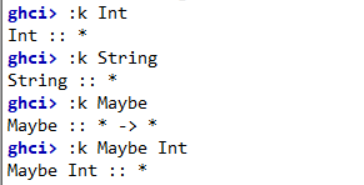 ghci> :k Int
Int :: *
ghci> :k String
String :: *
ghci> :k Maybe
Maybe :: * -> *
ghci> :k Maybe Int
Maybe Int :: *